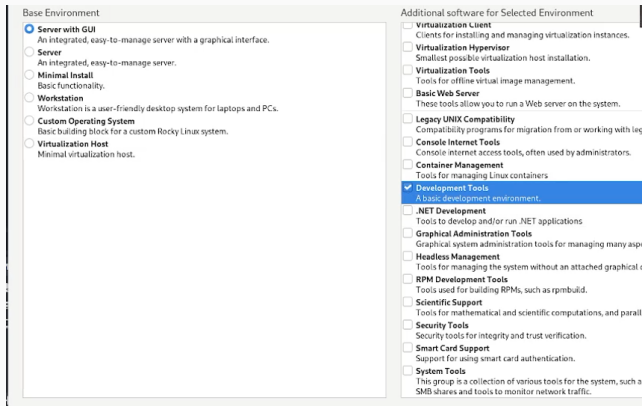 Base Environment
Server with GUI
An integrated, easy-to-manage server with a graphical interface.
Server
An integrated, easy-to-manage server.
Minimal Install
Basic functionality.
Workstation
Workstation is a user-friendly desktop system for laptops and PCs.
Custom Operating System
Basic building block for a custom Rocky Linux system.
Virtualization Host
Minimal virtualization host.
Additional software for Selected Environment
Virtualization Client
Clients for installing and managing virtualization instances.
Virtualization Hypervisor
Smallest possible virtualization host installation.
Virtualization Tools
Tools for offline virtual image management.
Basic Web Server
These tools allow you to run a Web server on the system.
Legacy UNIX Compatibility
Compatibility programs for migration from or working with leg
Console Internet Tools
Console internet access tools, often used by administrators.
Container Management
Tools for managing Linux containers
Development Tools
A basic development environment.
.NET Development
Tools to develop and/or run .NET applications
Graphical Administration Tools
Graphical system administration tools for managing many aspe
Headless Management
Tools for managing the system without an attached graphical c
RPM Development Tools
Tools used for building RPMs, such as rpmbuild.
Scientific Support
Tools for mathematical and scientific computations, and parall
Security Tools
Security tools for integrity and trust verification.
Smart Card Support
Support for using smart card authentication.
System Tools
This group is a collection of various tools for the system, such a
SMB shares and tools to monitor network traffic.